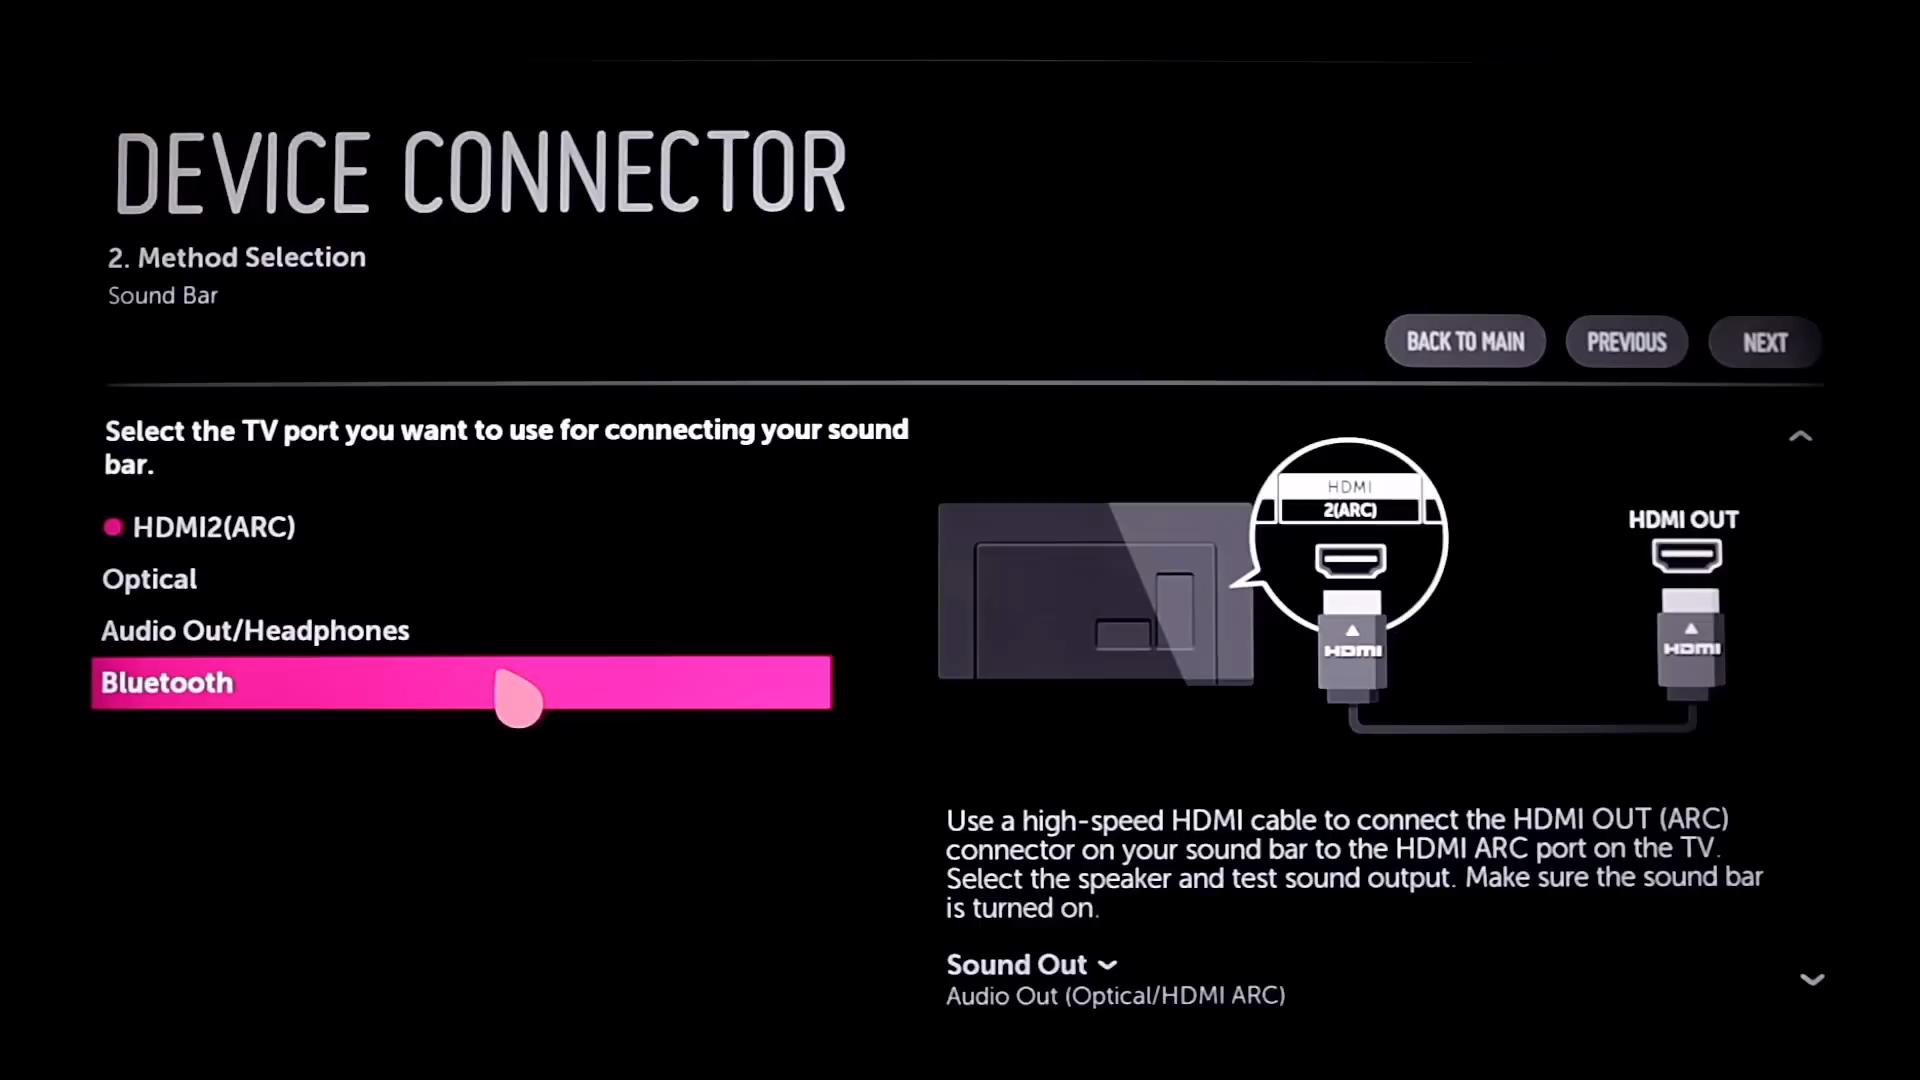 DEVICE CONNECTOR
2. Method Selection
Sound Bar
BACK TO MAIN
PREVIOUS
NEXT
Select the TV port you want to use for connecting your sound
bar.
HDMI2(ARC)
Optical
Audio Out/Headphones
Bluetooth
HDMI
2(ARC)
HDMI
HDMI OUT
HDMI
Use a high-speed HDMI cable to connect the HDMI OUT (ARC)
connector on your sound bar to the HDMI ARC port on the TV.
Select the speaker and test sound output. Make sure the sound bar
is turned on.
Sound Out
Audio Out (Optical/HDMI ARC)